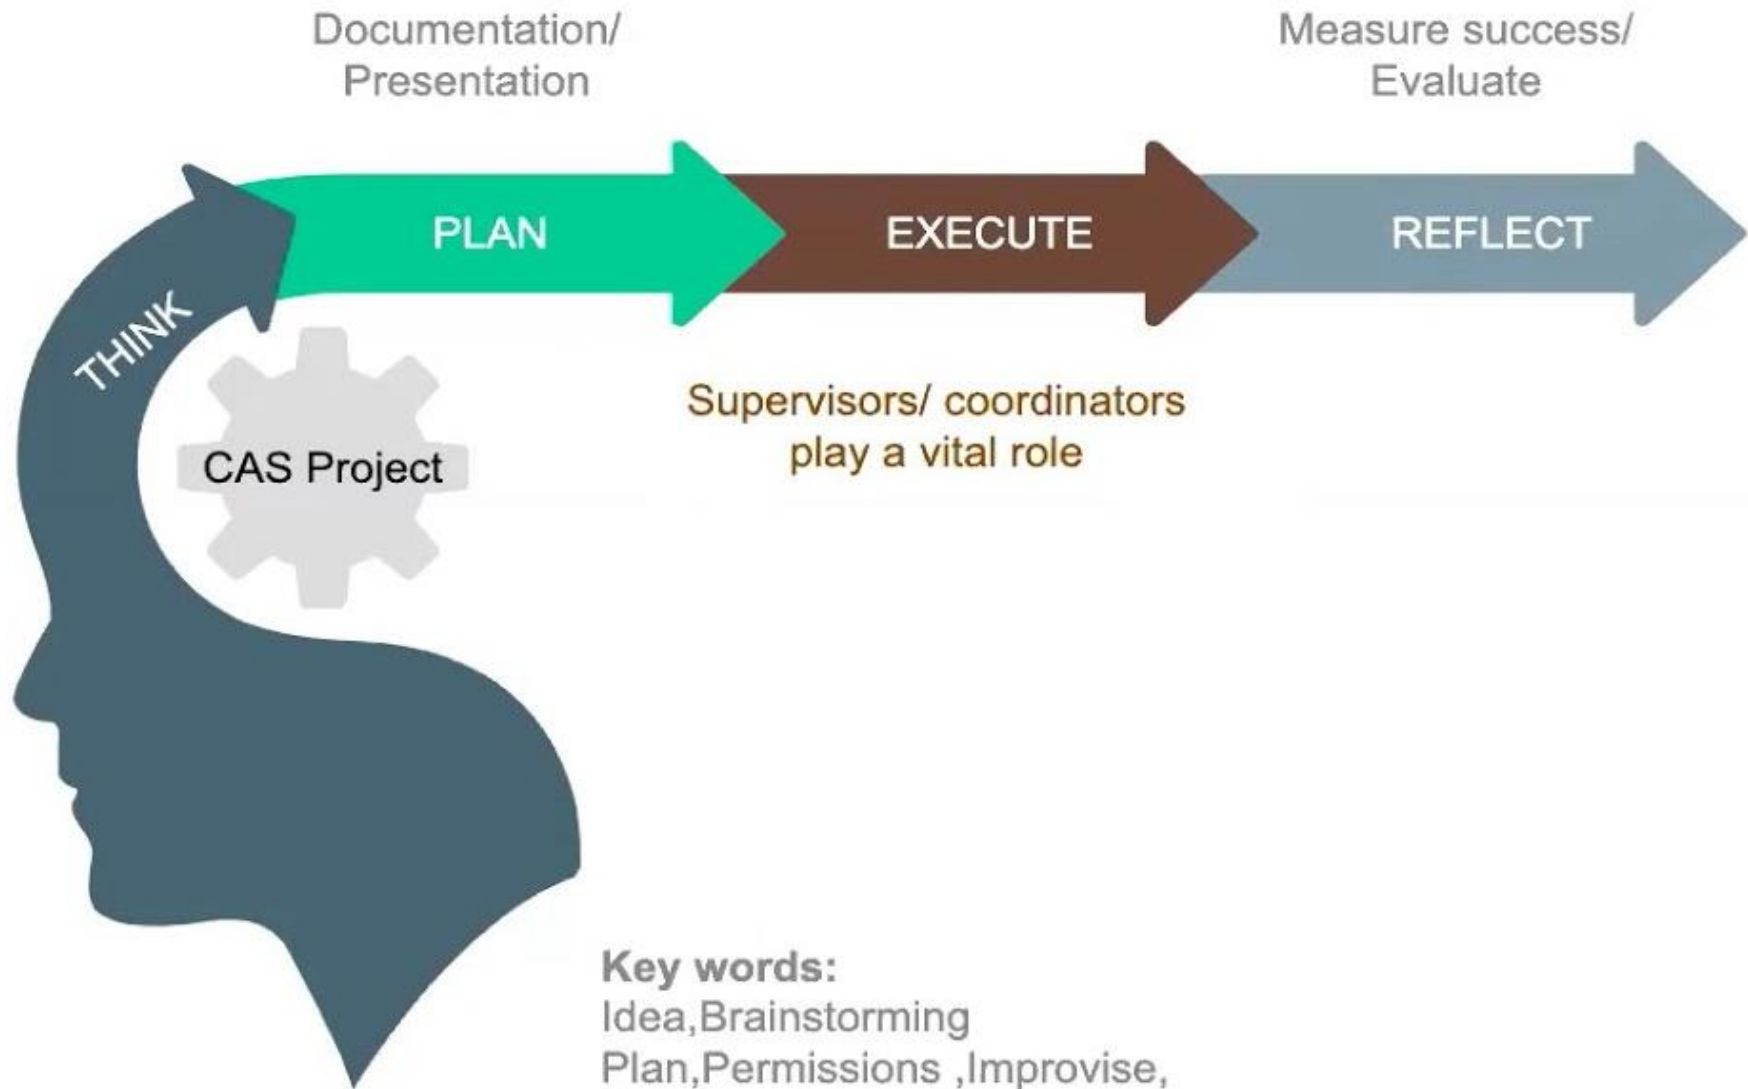 Documentation/
Presentation
Measure success/
Evaluate
THINK
PLAN
EXECUTE
REFLECT
CAS Project
Supervisors/ coordinators
play a vital role
Key words:
Idea,Brainstorming
Plan,Permissions ,Improvise,